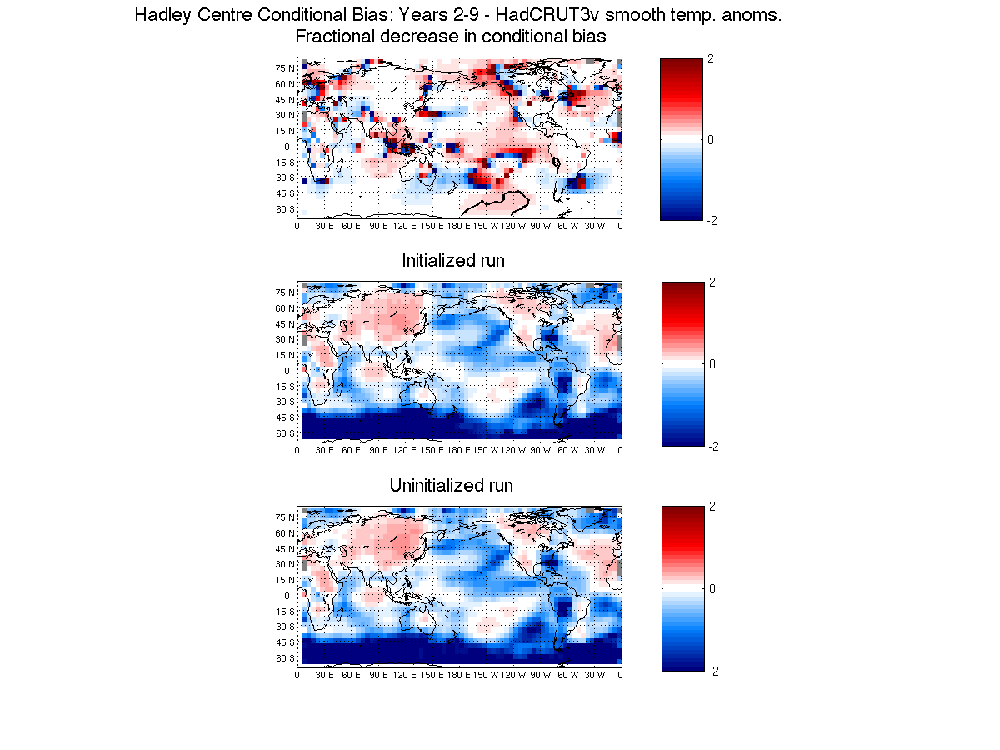 Hadley Centre Conditional Bias: Years 2-9 - HadCRUT3v smooth temp. anoms.
Fractional decrease in conditional bias
75 N
60 N
45 N
30 N
15 N
0
15 S
30 S
45 S
60 S
0 30 E 60 E 90 E 120 E 150 E 180 E 150 W 120 W 90 W 60 W 30 W 0
2
0
-2
Initialized run
75 N
60 N
45 N
30 N
15 N
0
15 S
30 S
45 S
60 S
0 30 E 60 E 90 E 120 E 150 E 180 E 150 W 120 W 90 W 60 W 30 W 0
2
0
-2
Uninitialized run
75 N
60 N
45 N
30 N
15 N
0
15 S
30 S
45 S
60 S
0 30 E 60 E 90 E 120 E 150 E 180 E 150 W 120 W 90 W 60 W 30 W 0
2
0
-2